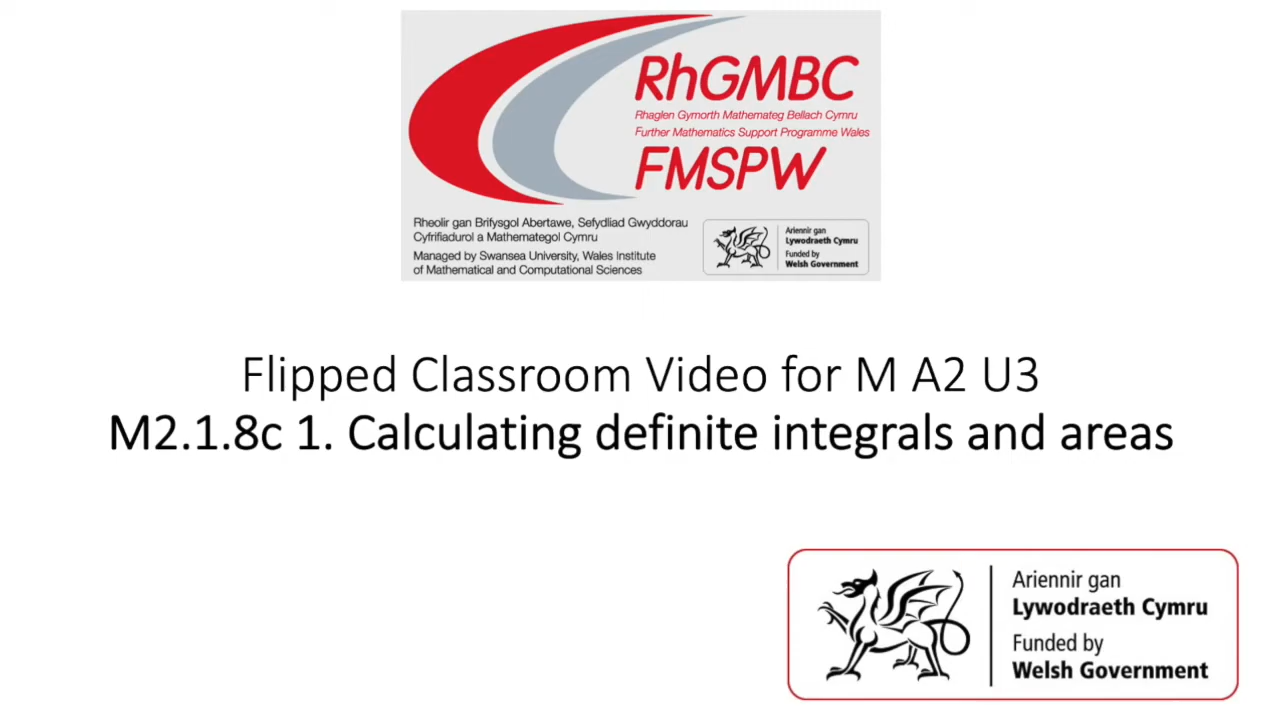 RhGMBC
Rhaglen Gymorth Mathemateg Bellach Cymru
Further Mathematics Support Programme Wales
FMSPW
Rheolir gan Brifysgol Abertawe, Sefydliad Gwyddorau
Cyfrifiadurol a Mathemategol Cymru
Managed by Swansea University, Wales Institute
of Mathematical and Computational Sciences
Ariennir gan
Lywodraeth Cymru
Funded by
Welsh Government
Flipped Classroom Video for M A2 U3
M2.1.8c 1. Calculating definite integrals and areas
Ariennir gan
Lywodraeth Cymru
Funded by
Welsh Government